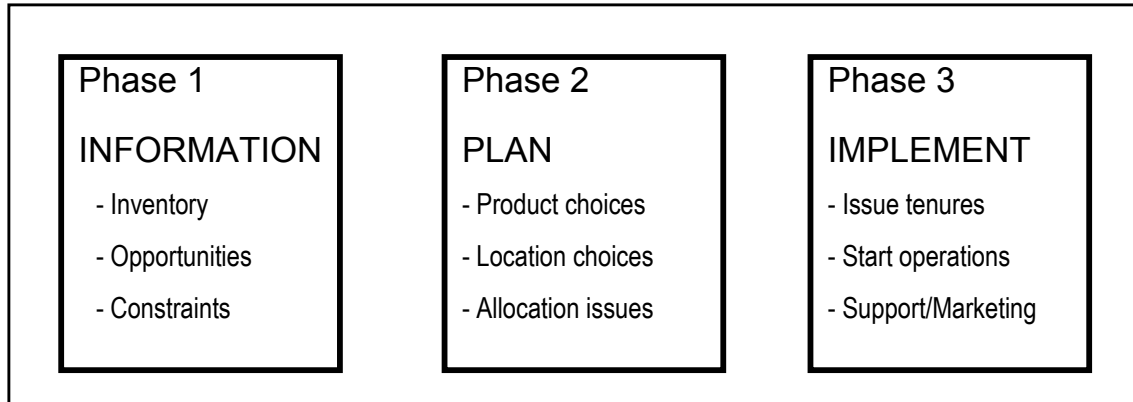 Phase 1
INFORMATION
- Inventory
- Opportunities
- Constraints
Phase 2
PLAN
- Product choices
- Location choices
- Allocation issues
Phase 3
IMPLEMENT
- Issue tenures
- Start operations
- Support/Marketing